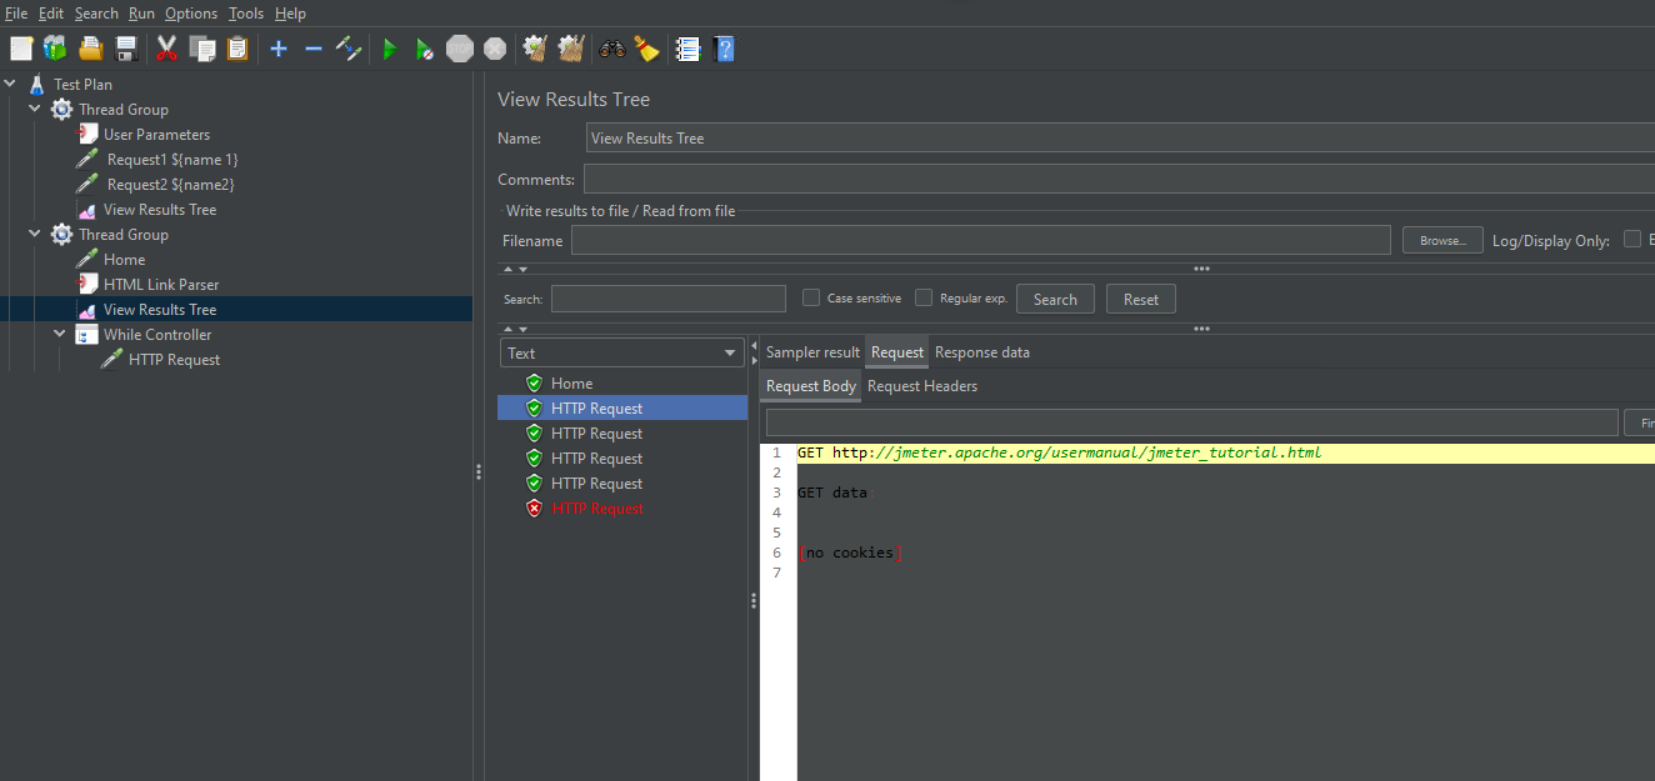 File Edit Search Run Options Tools Help
STOP
Test Plan
Thread Group
User Parameters
Request1 ${name 1}
Request2 ${name2}
View Results Tree
Thread Group
Home
HTML Link Parser
View Results Tree
While Controller
HTTP Request
View Results Tree
Name: View Results Tree
Comments:
Write results to file / Read from file
Filename Browse... Log/Display Only: E
Search: Case sensitive Regular exp. Search Reset
Text
Home
HTTP Request
HTTP Request
HTTP Request
HTTP Request
HTTP Request
Sampler result Request Response data
Request Body Request Headers
Fin
1 GET http://jmeter.apache.org/usermanual/jmeter_tutorial.html
2
3 GET data:
4
5
6 [no cookies]
7